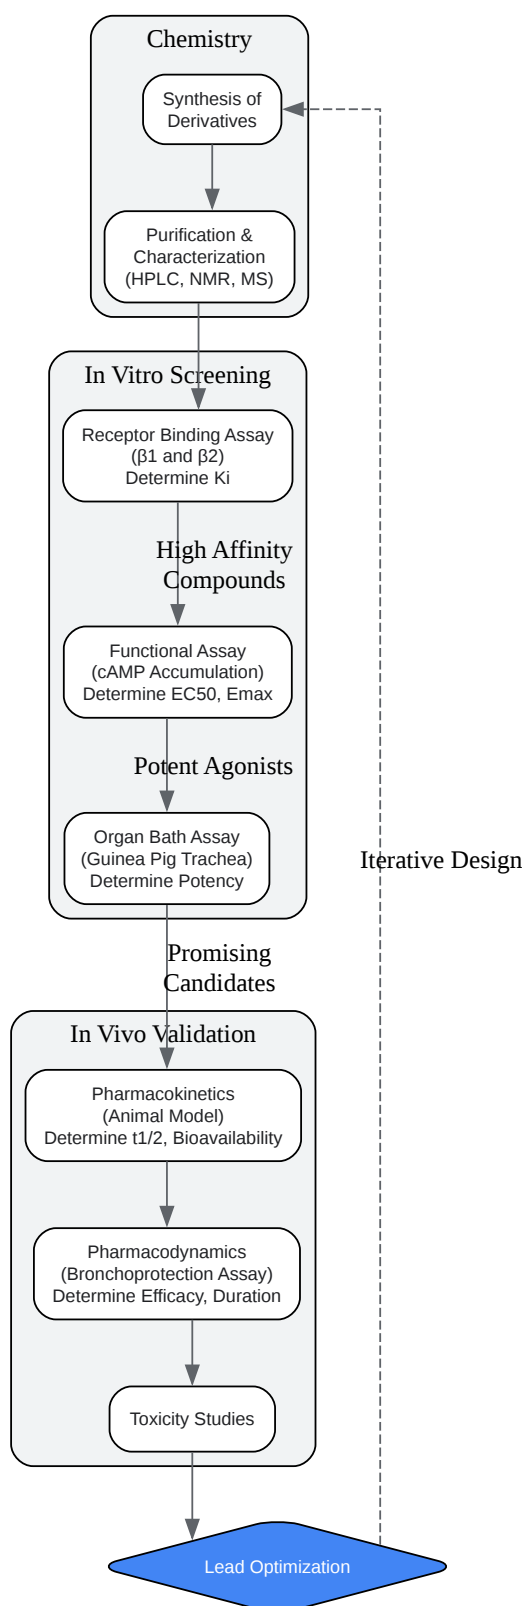 Chemistry
Synthesis of
Derivatives
Purification &
Characterization
(HPLC, NMR, MS)
In Vitro Screening
Receptor Binding Assay
(β1 and β2)
Determine Ki
High Affinity
Compounds
Functional Assay
(cAMP Accumulation)
Determine EC50, Emax
Potent Agonists
Organ Bath Assay
(Guinea Pig Trachea)
Determine Potency
Iterative Design
Promising
Candidates
In Vivo Validation
Pharmacokinetics
(Animal Model)
Determine t1/2, Bioavailability
Pharmacodynamics
(Bronchoprotection Assay)
Determine Efficacy, Duration
Toxicity Studies
Lead Optimization